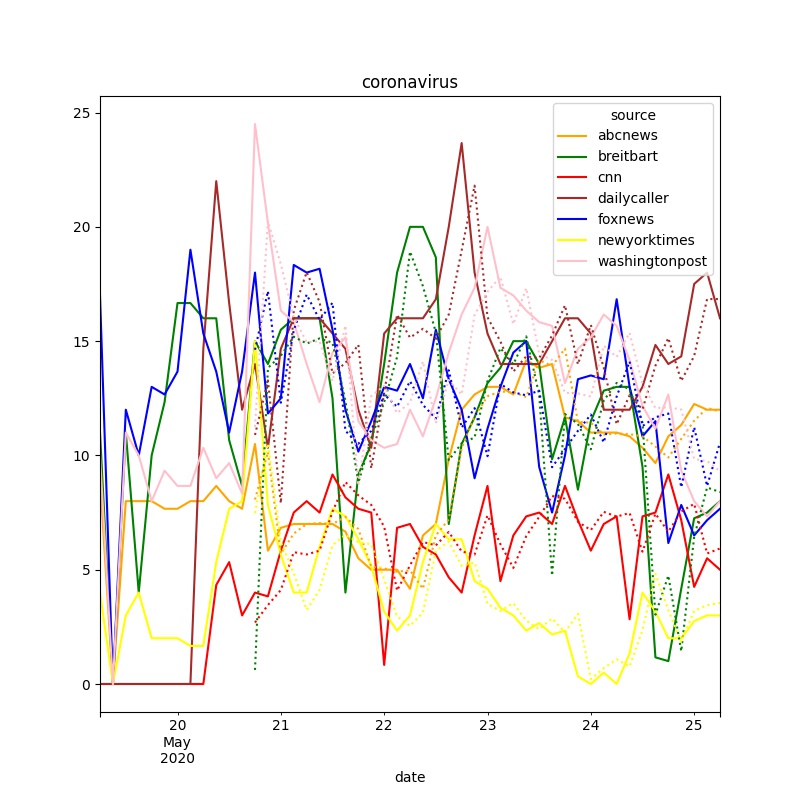 coronavirus
25
20
15
10
5
0
source
abcnews
breitbart
cnn
dailycaller
foxnews
newyorktimes
washingtonpost
20 21 22 23 24 25
May
2020
date